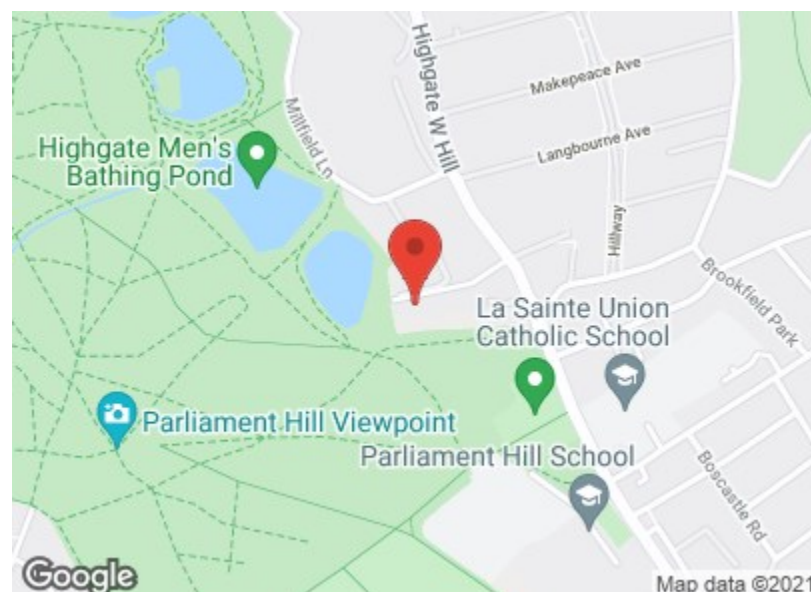 Highgate W Hill
Makepeace Ave
Langbourne Ave
Millfield Ln
Highgate Men's
Bathing Pond
Hillway
Brookfield Park
La Sainte Union
Catholic School
Parliament Hill Viewpoint
Parliament Hill School
Boscastle Rd
Google
Map data ©2021